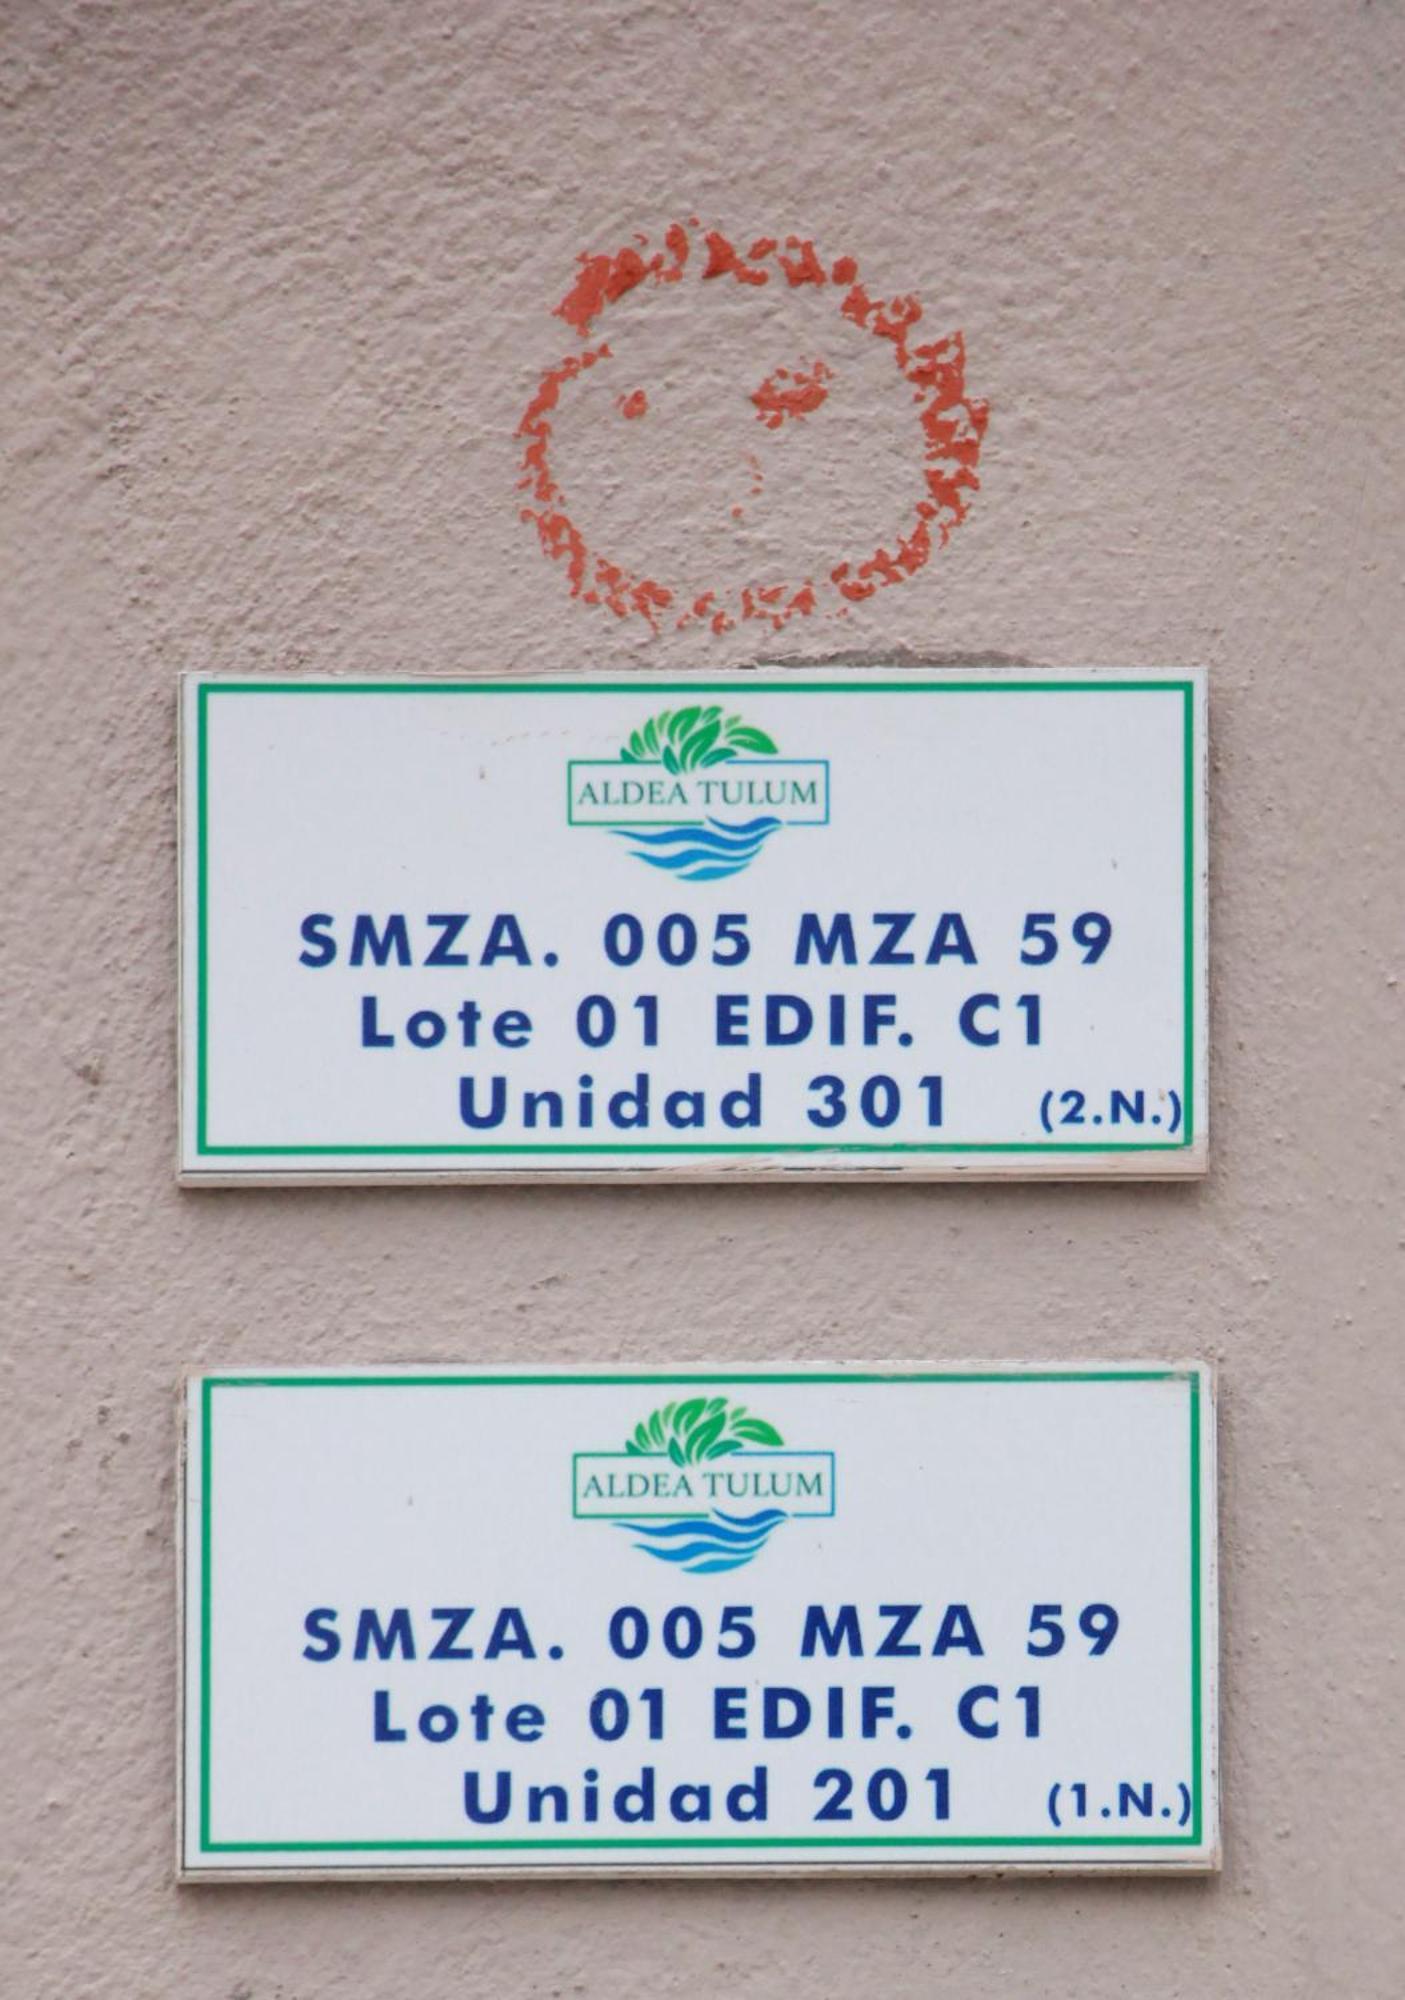 ALDEA TULUM
SMZA. 005 MZA 59
Lote 01 EDIF. C1
Unidad 301 (2.N.)
ALDEA TULUM
SMZA. 005 MZA 59
Lote 01 EDIF. C1
Unidad 201 (1.N.)